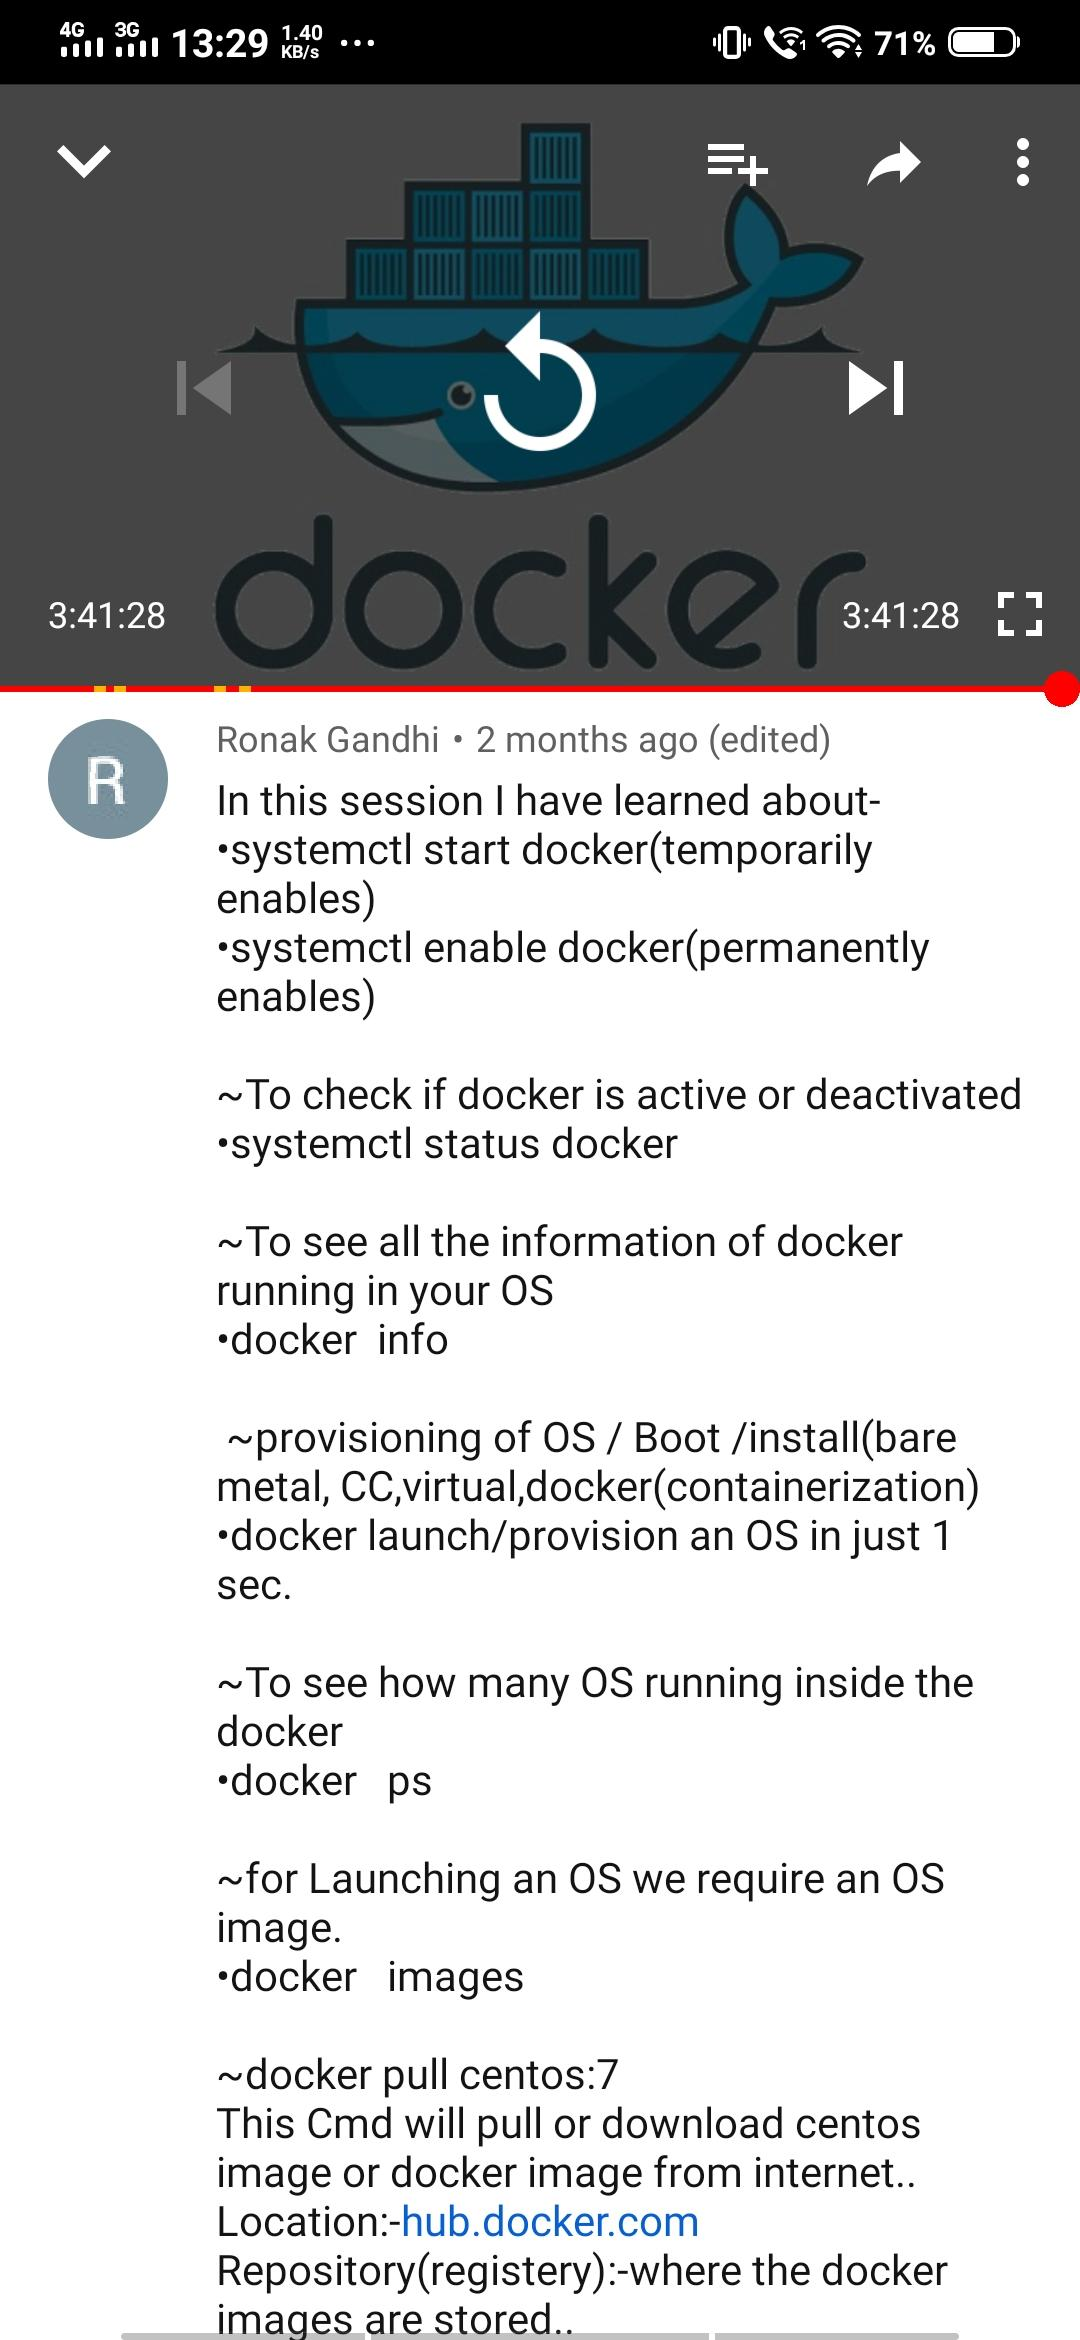 4G 3G 13:29 1.40 KB/s ... 1 71%
docker
3:41:28 3:41:28
R
Ronak Gandhi • 2 months ago (edited)
In this session I have learned about-
•systemctl start docker(temporarily
enables)
•systemctl enable docker(permanently
enables)
~To check if docker is active or deactivated
•systemctl status docker
~To see all the information of docker
running in your OS
•docker  info
~provisioning of OS / Boot /install(bare
metal, CC,virtual,docker(containerization)
•docker launch/provision an OS in just 1
sec.
~To see how many OS running inside the
docker
•docker   ps
~for Launching an OS we require an OS
image.
•docker   images
~docker pull centos:7
This Cmd will pull or download centos
image or docker image from internet..
Location:-hub.docker.com
Repository(registery):-where the docker
images are stored..